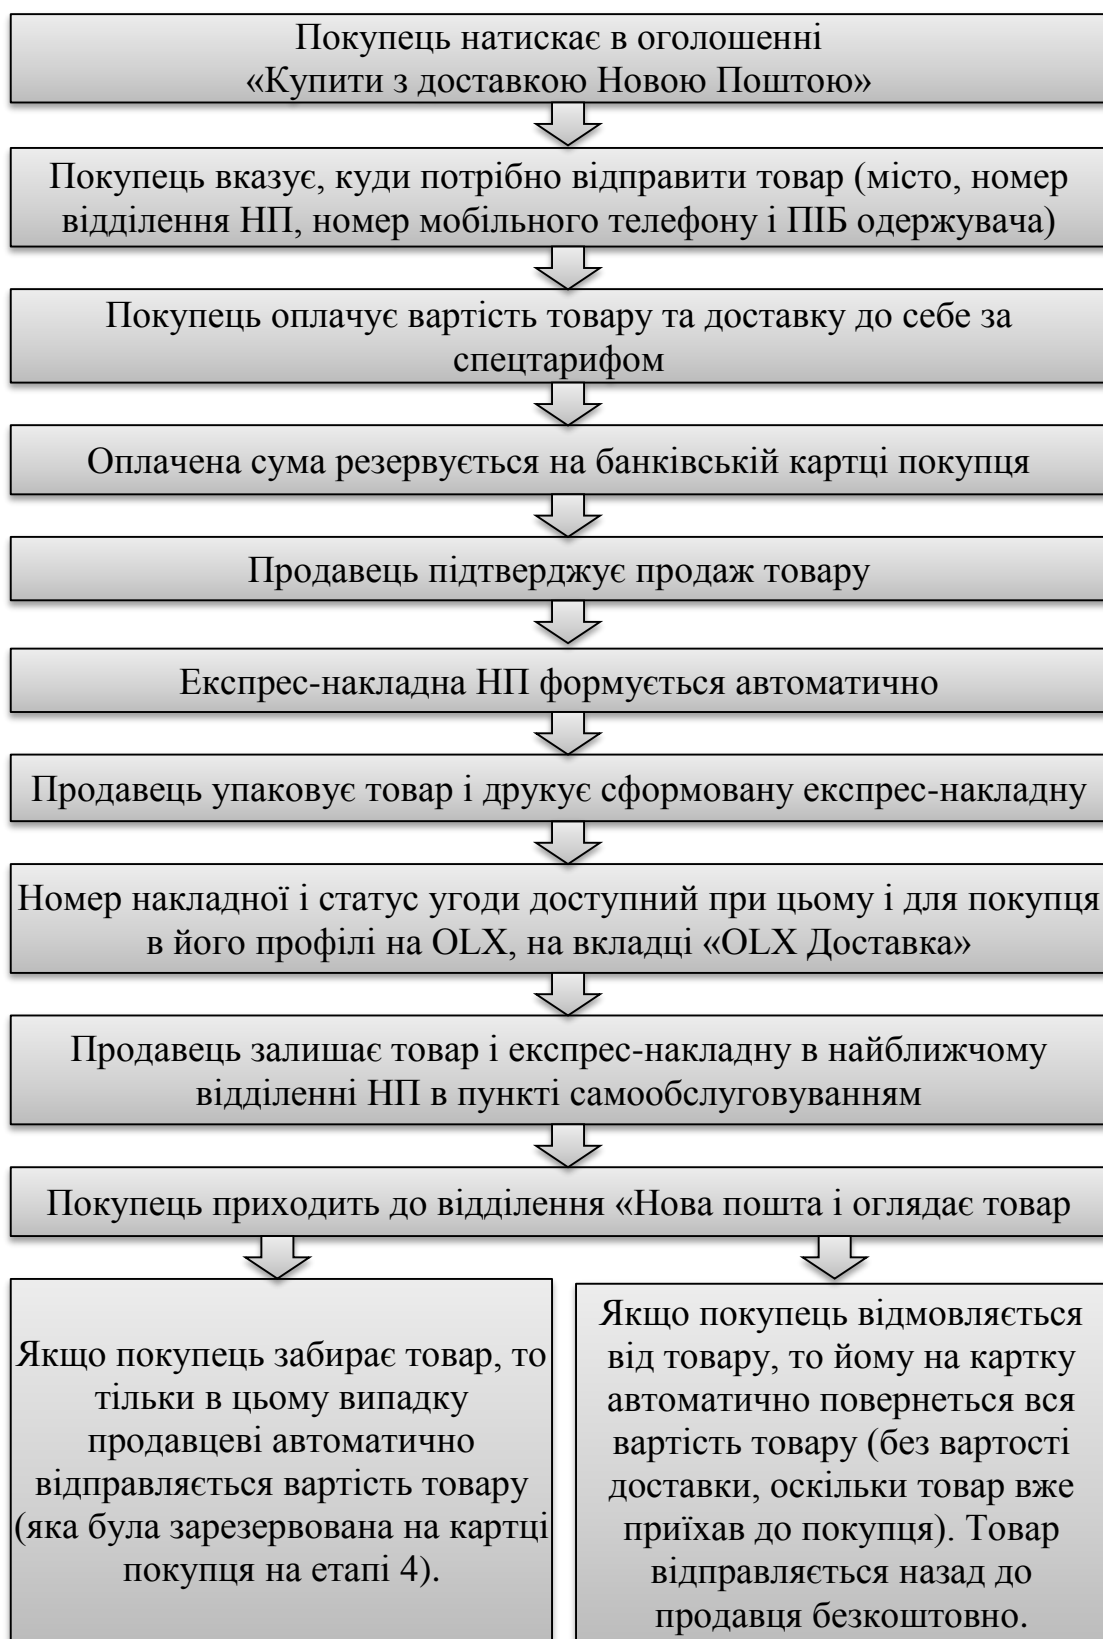 Покупець натискає в оголошенні
«Купити з доставкою Новою Поштою»
Покупець вказує, куди потрібно відправити товар (місто, номер
відділення НП, номер мобільного телефону і ПІБ одержувача)
Покупець оплачує вартість товару та доставку до себе за
спецтарифом
Оплачена сума резервується на банківській картці покупця
Продавець підтверджує продаж товару
Експрес-накладна НП формується автоматично
Продавець упаковує товар і друкує сформовану експрес-накладну
Номер накладної і статус угоди доступний при цьому і для покупця
в його профілі на OLX, на вкладці «OLX Доставка»
Продавець залишає товар і експрес-накладну в найближчому
відділенні НП в пункті самообслуговуванням
Покупець приходить до відділення «Нова пошта і оглядає товар
Якщо покупець забирає товар, то
тільки в цьому випадку
продавцеві автоматично
відправляється вартість товару
(яка була зарезервована на картці
покупця на етапі 4).
Якщо покупець відмовляється
від товару, то йому на картку
автоматично повернеться вся
вартість товару (без вартості
доставки, оскільки товар вже
приїхав до покупця). Товар
відправляється назад до
продавця безкоштовно.